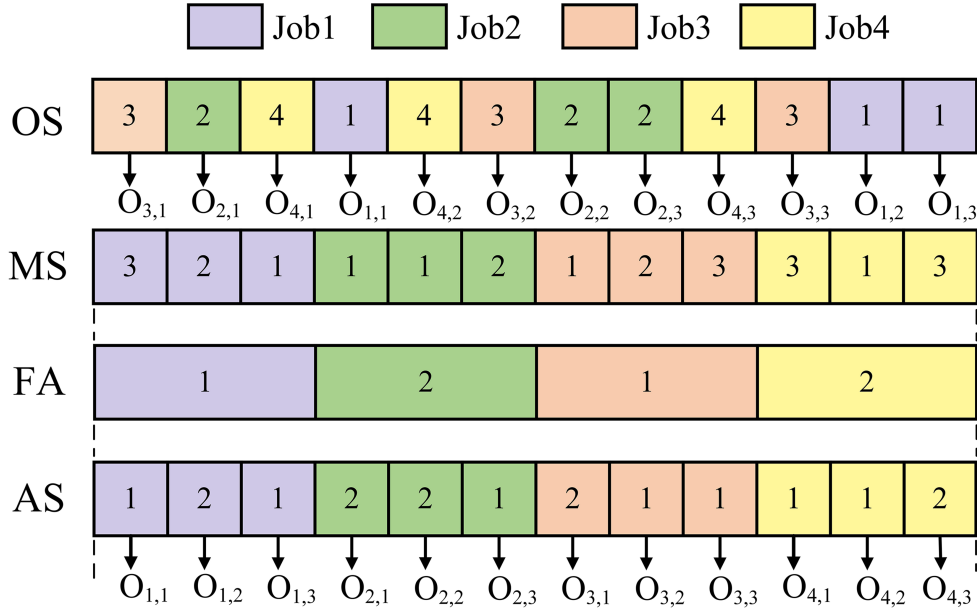 Job1 Job2 Job3 Job4
OS 3 2 4 1 4 3 2 2 4 3 1 1
O3,1 O2,1 O4,1 O1,1 O4,2 O3,2 O2,2 O2,3 O4,3 O3,3 O1,2 O1,3
MS 3 2 1 1 1 2 1 2 3 3 1 3
FA 1 2 1 2
AS 1 2 1 2 2 1 2 1 1 1 1 2
O1,1 O1,2 O1,3 O2,1 O2,2 O2,3 O3,1 O3,2 O3,3 O4,1 O4,2 O4,3